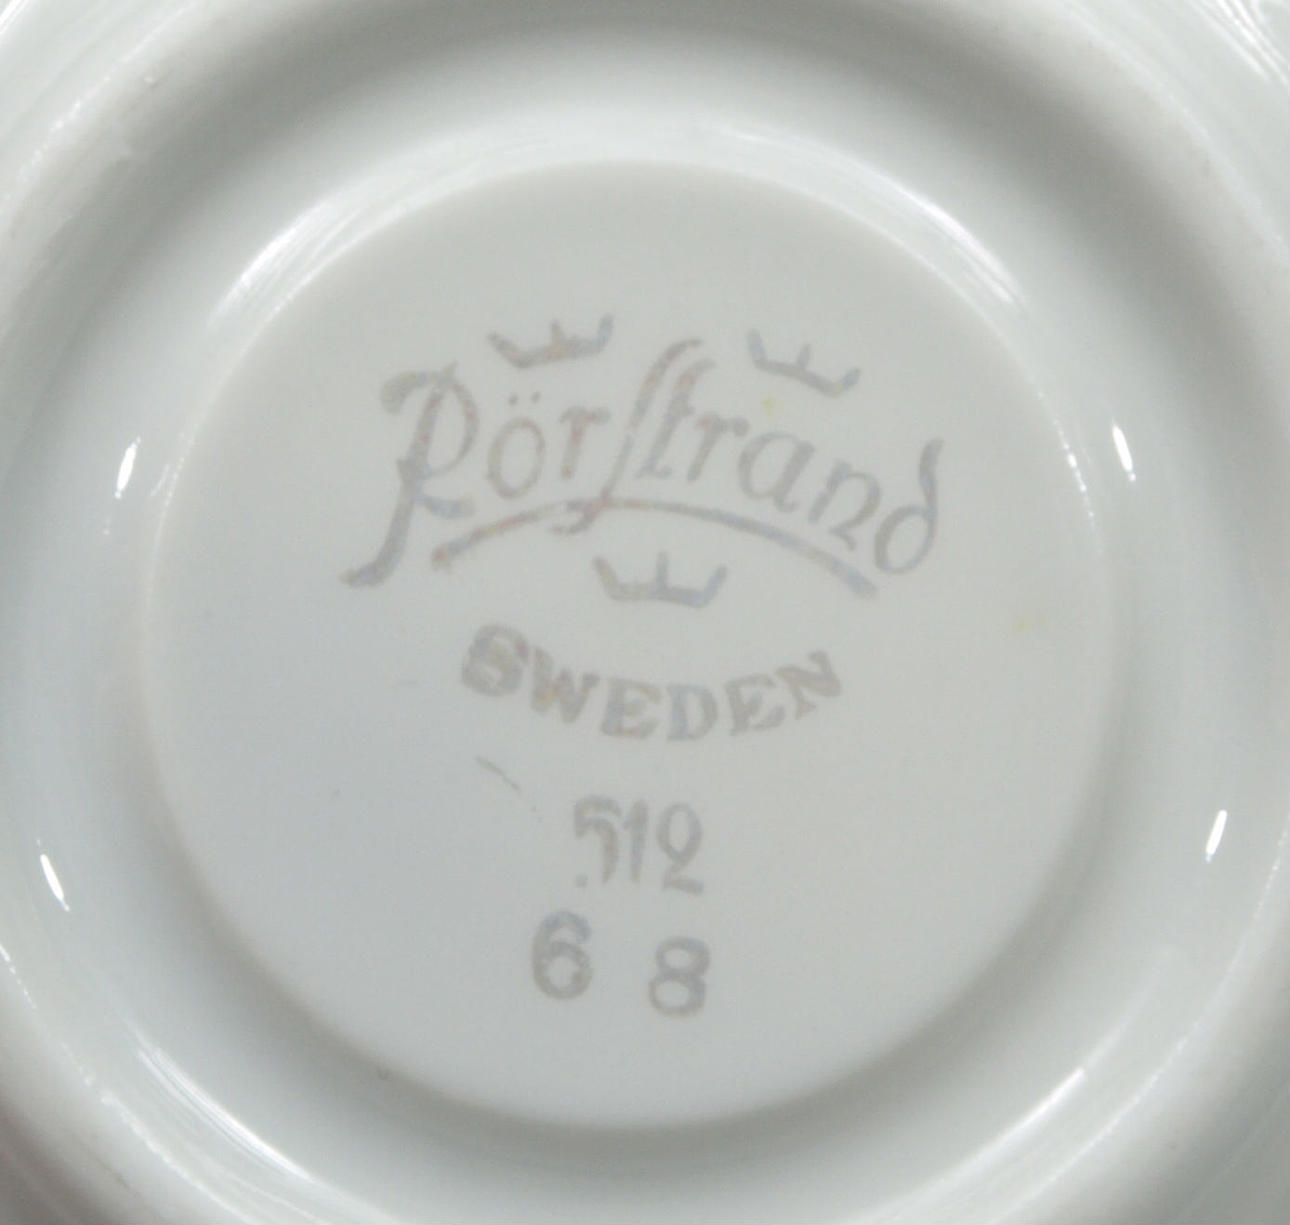 Rörstrand
SWEDEN
512
6 8